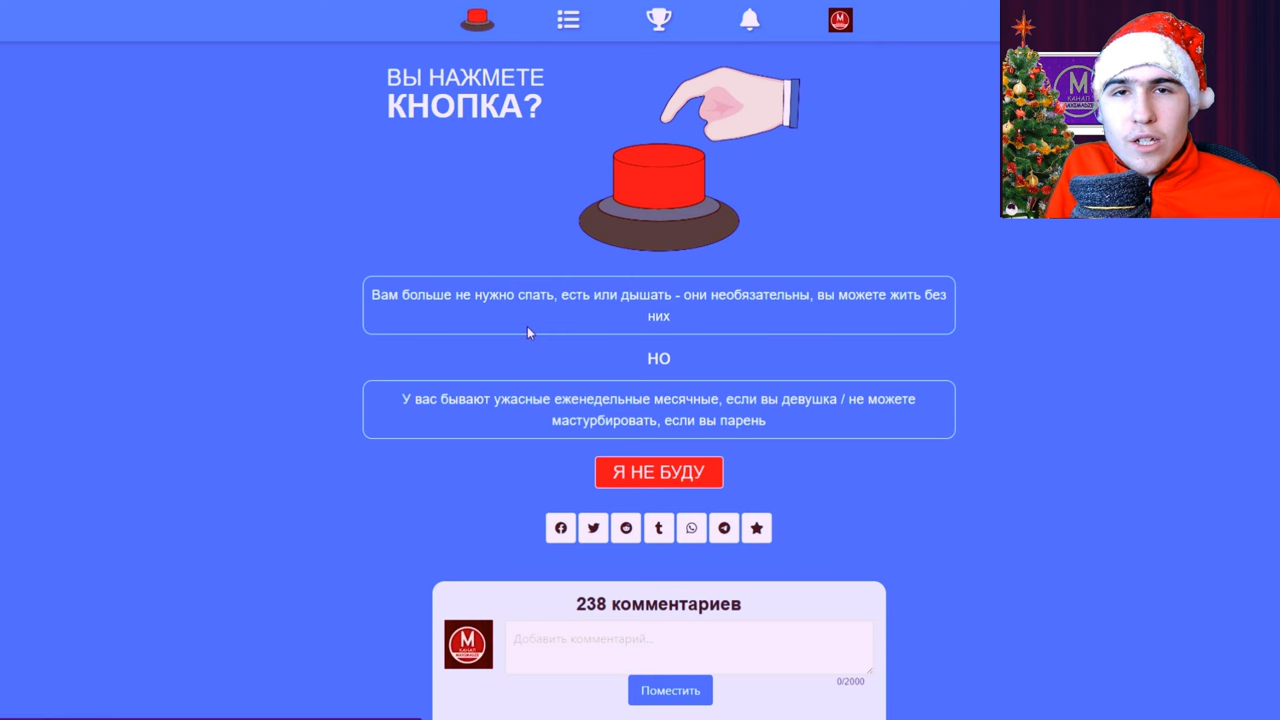 ВЫ НАЖМЕТЕ
КНОПКА?
M
КАНАЛ
Вам больше не нужно спать, есть или дышать - они необязательны, вы можете жить без
них
НО
У вас бывают ужасные еженедельные месячные, если вы девушка / не можете
мастурбировать, если вы парень
Я НЕ БУДУ
238 комментариев
M
КАНАЛ
Добавить комментарий...
0/2000
Поместить